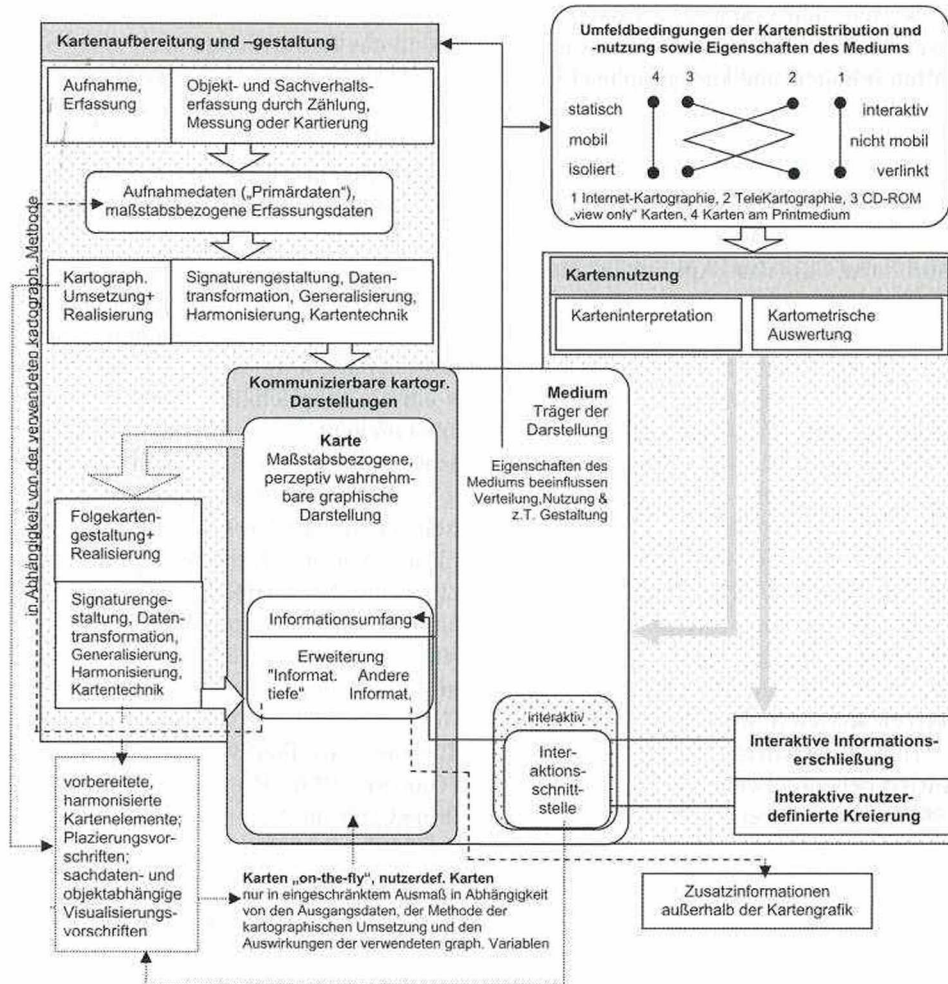 Kartenaufbereitung und –gestaltung
Aufnahme,
Erfassung
Objekt- und Sachverhalts-
erfassung durch Zählung,
Messung oder Kartierung
Aufnahmedaten („Primärdaten“),
maßstabsbezogene Erfassungsdaten
Kartograph.
Umsetzung+
Realisierung
Signaturengestaltung, Daten-
transformation, Generalisierung,
Harmonisierung, Kartentechnik
in Abhängigkeit von der verwendeten kartograph. Methode
Umfeldbedingungen der Kartendistribution und
-nutzung sowie Eigenschaften des Mediums
4 3 2 1
statisch interaktiv
mobil nicht mobil
isoliert verlinkt
1 Internet-Kartographie, 2 TeleKartographie, 3 CD-ROM
„view only“ Karten, 4 Karten am Printmedium
Kartennutzung
Karteninterpretation
Kartometrische
Auswertung
Kommunizierbare kartogr.
Darstellungen
Karte
Maßstabsbezogene,
perzeptiv wahrnehm-
bare graphische
Darstellung
Medium
Träger der
Darstellung
Eigenschaften des
Mediums beeinflussen
Verteilung,Nutzung &
z.T. Gestaltung
Folgekarten-
gestaltung+
Realisierung
Signaturenge-
staltung, Daten-
transformation,
Generalisierung,
Harmonisierung,
Kartentechnik
Informationsumfang
Erweiterung
"Informat. Andere
tiefe" Informat.
interaktiv
Inter-
aktions-
schnitt-
stelle
Interaktive Informations-
erschließung
Interaktive nutzer-
definierte Kreierung
vorbereitete,
harmonisierte
Kartenelemente;
Plazierungsvor-
schriften;
sachdaten- und
objektabhängige
Visualisierungs-
vorschriften
Karten „on-the-fly“, nutzerdef. Karten
nur in eingeschränktem Ausmaß in Abhängigkeit
von den Ausgangsdaten, der Methode der
kartographischen Umsetzung und den
Auswirkungen der verwendeten graph. Variablen
Zusatzinformationen
außerhalb der Kartengrafik